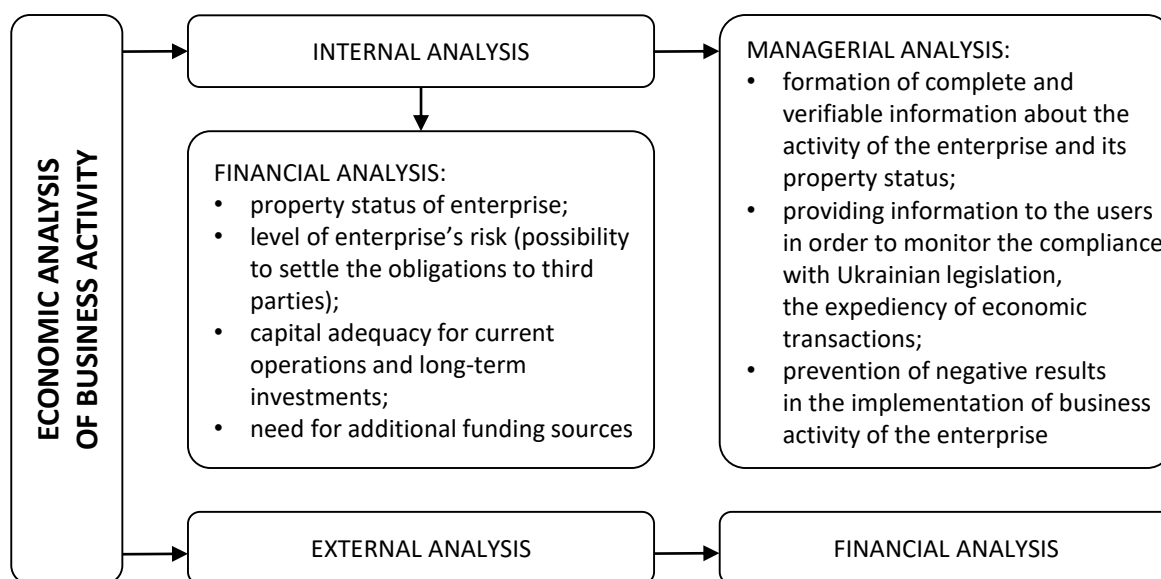 ECONOMIC ANALYSIS
OF BUSINESS ACTIVITY
INTERNAL ANALYSIS
FINANCIAL ANALYSIS:
• property status of enterprise;
• level of enterprise’s risk (possibility
to settle the obligations to third
parties);
• capital adequacy for current
operations and long-term
investments;
• need for additional funding sources
MANAGERIAL ANALYSIS:
• formation of complete and
verifiable information about the
activity of the enterprise and its
property status;
• providing information to the users
in order to monitor the compliance
with Ukrainian legislation,
the expediency of economic
transactions;
• prevention of negative results
in the implementation of business
activity of the enterprise
EXTERNAL ANALYSIS
FINANCIAL ANALYSIS